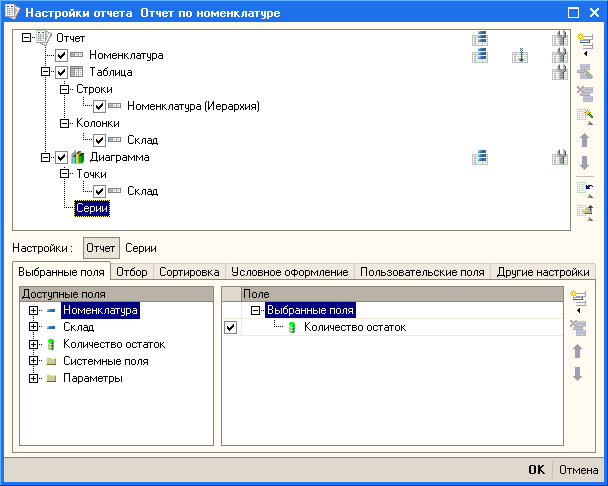 Настройки отчета Отчет по номенклатуре
Отчет
Номенклатура
Таблица
Строки
Номенклатура (Иерархия)
Колонки
Склад
Диаграмма
Точки
Склад
Серии
Настройки : Отчет Серии
Выбранные поля Отбор Сортировка Условное оформление Пользовательские поля Другие настройки
Доступные поля
Номенклатура
Склад
Количество остаток
Системные поля
Параметры
Поле
Выбранные поля
Количество остаток
OK Отмена